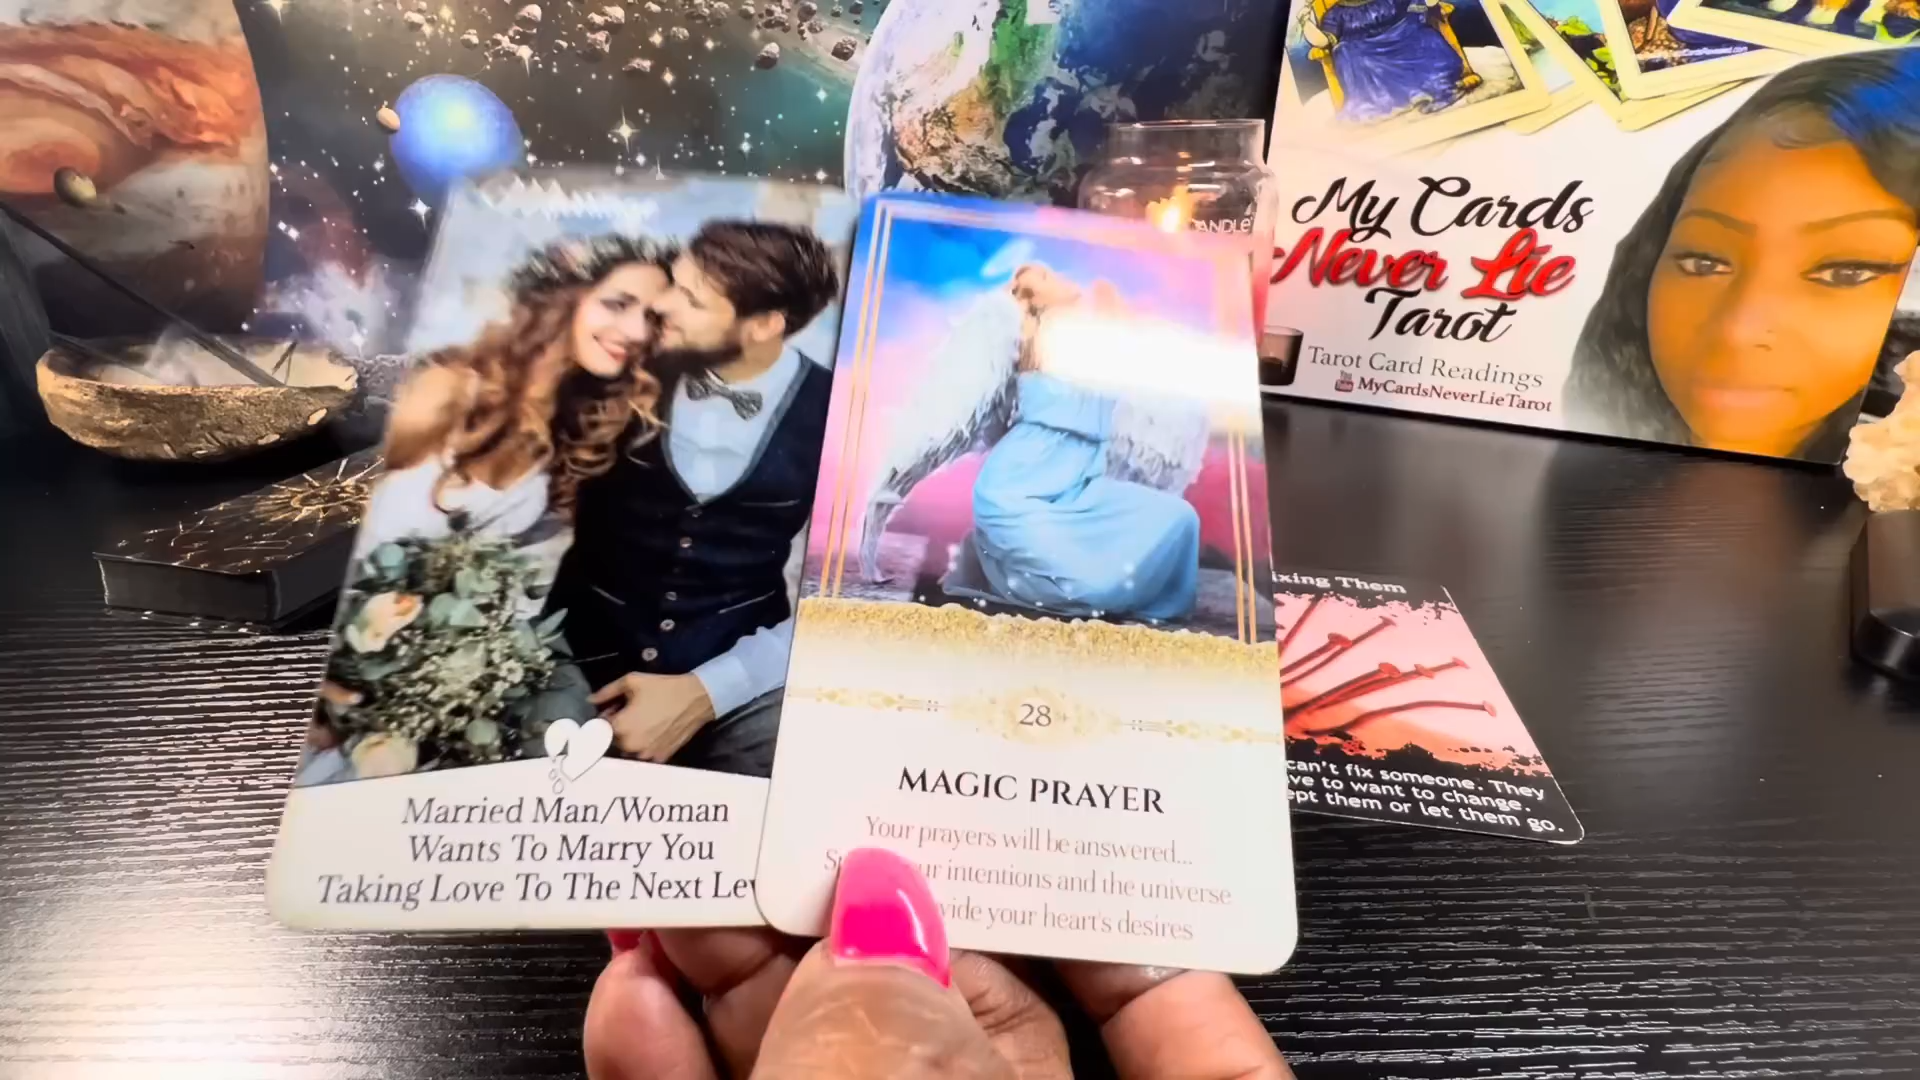 My Cards
Never Lie
Tarot
Tarot Card Readings
MyCardsNeverLieTarot
ANDLE
Married Man/Woman
Wants To Marry You
Taking Love To The Next Lev
28
MAGIC PRAYER
Your prayers will be answered...
ur intentions and the universe
vide your heart's desires
ixing Them
can't fix someone. They
ve to want to change.
ept them or let them go.